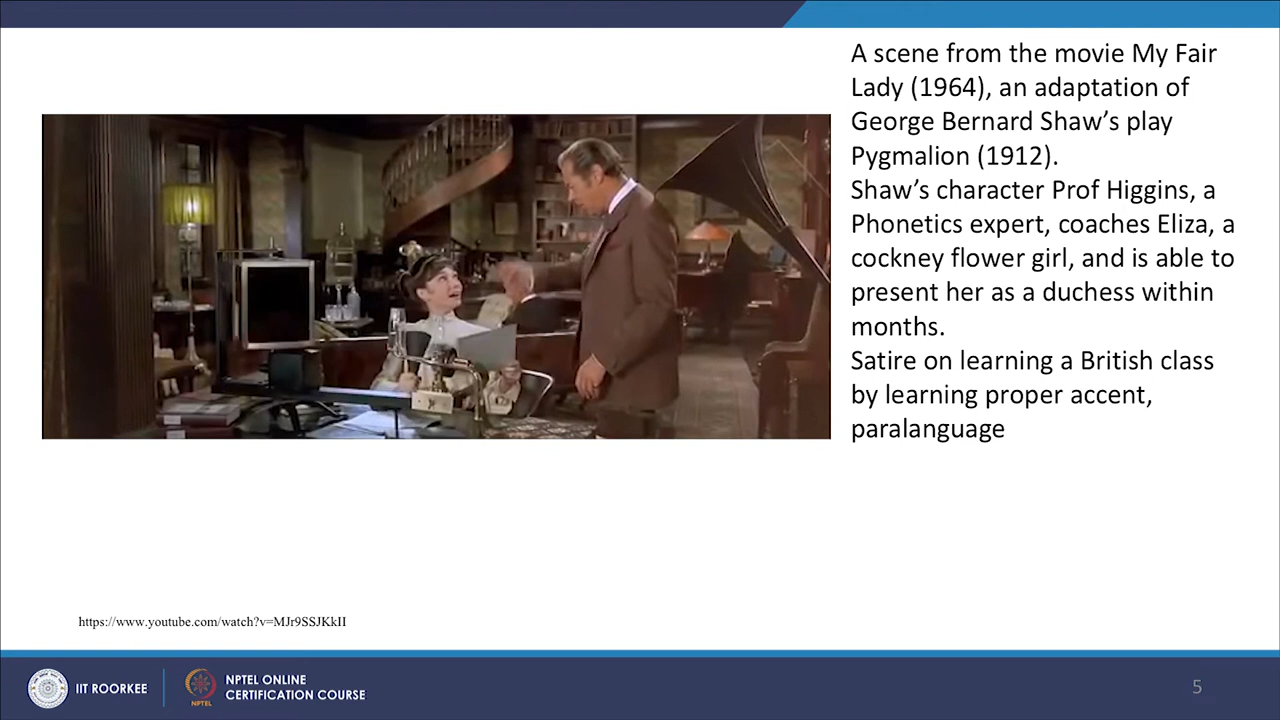 A scene from the movie My Fair
Lady (1964), an adaptation of
George Bernard Shaw’s play
Pygmalion (1912).
Shaw’s character Prof Higgins, a
Phonetics expert, coaches Eliza, a
cockney flower girl, and is able to
present her as a duchess within
months.
Satire on learning a British class
by learning proper accent,
paralanguage
https://www.youtube.com/watch?v=MJr9SSJKkII
IIT ROORKEE
NPTEL
NPTEL ONLINE
CERTIFICATION COURSE
5